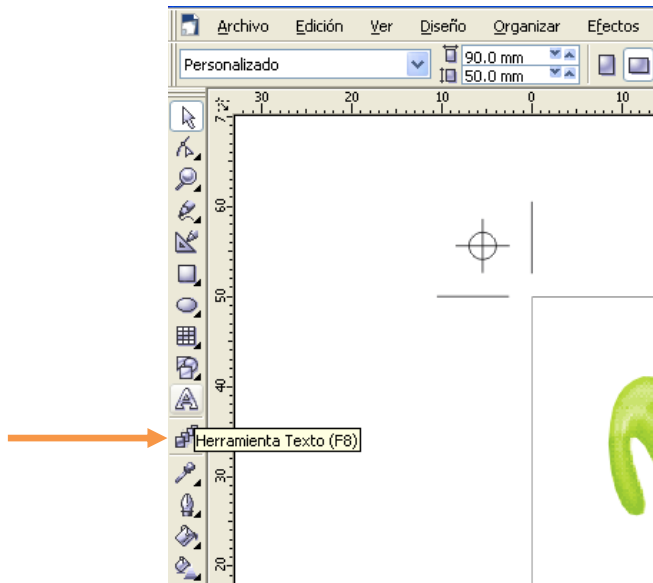 Archivo Edición Ver Diseño Organizar Efectos
Personalizado 90.0 mm
50.0 mm
30 20 10 0 10
60
50
40
Herramienta Texto (F8)
30
20